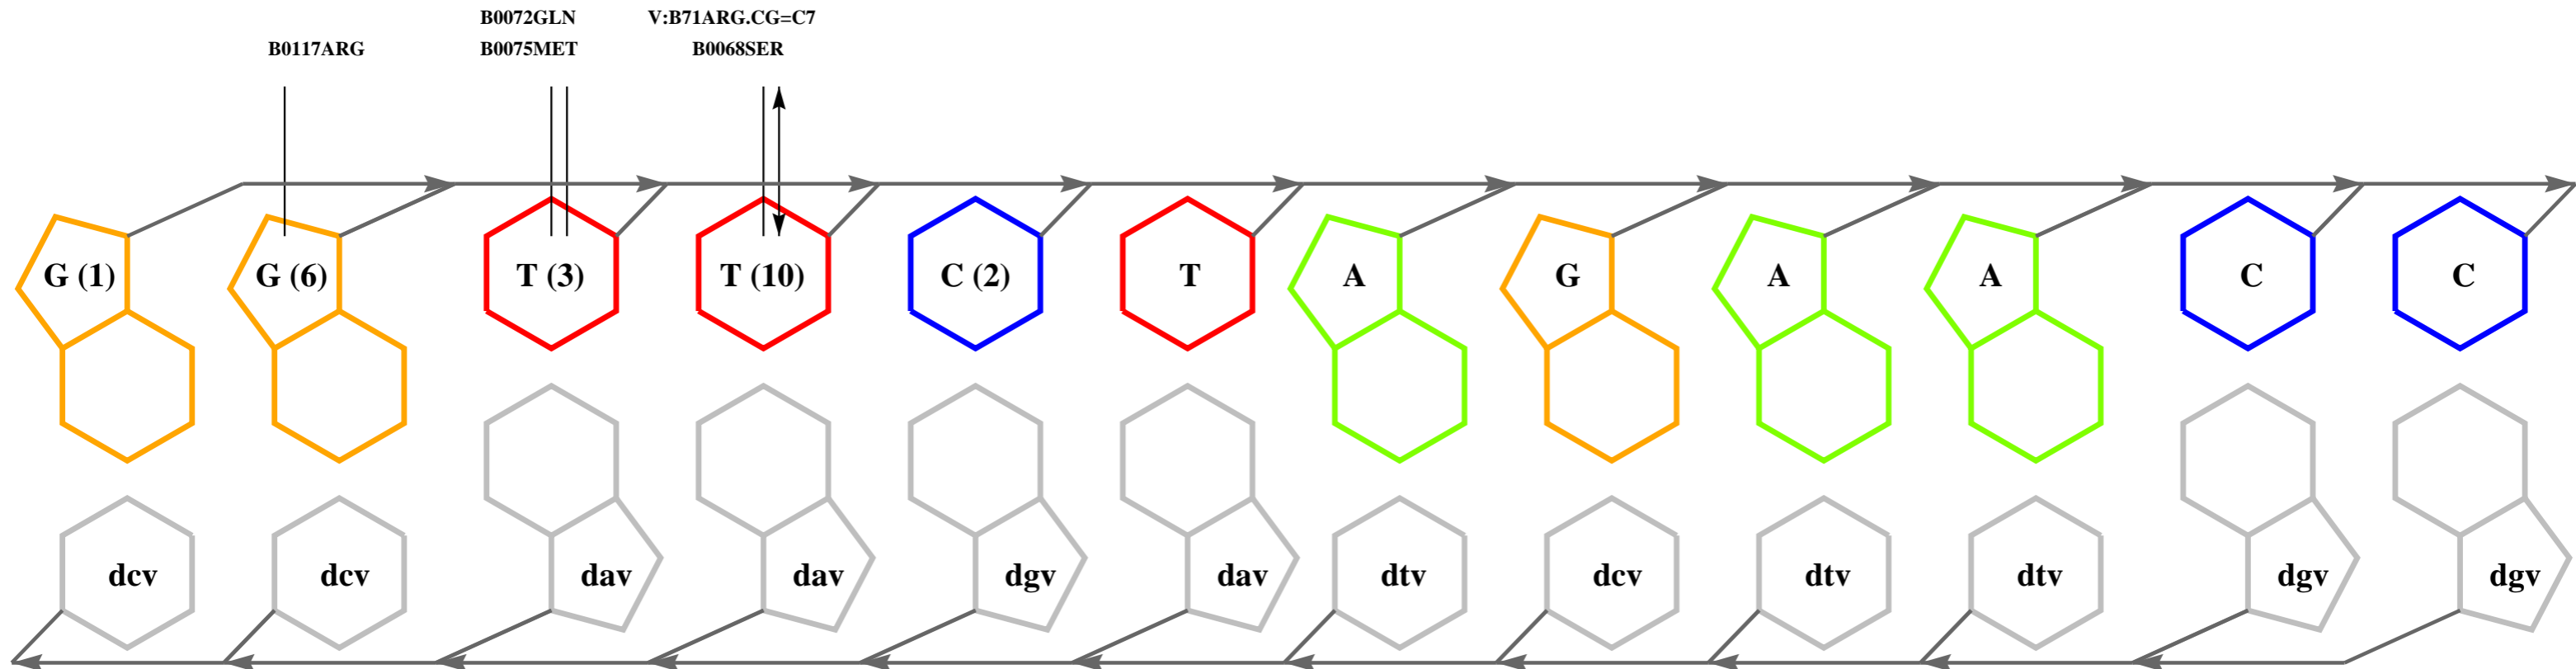 B0072GLN V:B71ARG.CG=C7
B0117ARG B0075MET B0068SER
G (1) G (6) T (3) T (10) C (2) T A G A A C C
dcv dcv dav dav dgv dav dtv dcv dtv dtv dgv dgv